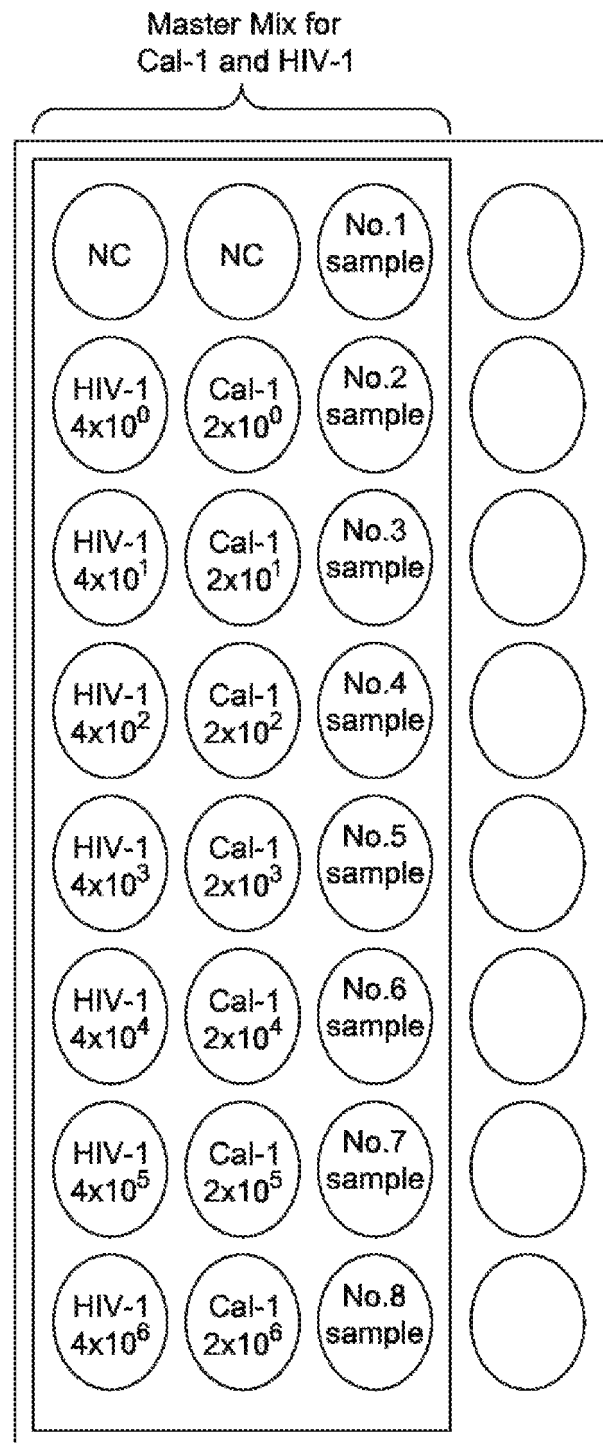 Master Mix for
Cal-1 and HIV-1
NC
NC
No.1
sample
HIV-1
4x10⁰
Cal-1
2x10⁰
No.2
sample
HIV-1
4x10¹
Cal-1
2x10¹
No.3
sample
HIV-1
4x10²
Cal-1
2x10²
No.4
sample
HIV-1
4x10³
Cal-1
2x10³
No.5
sample
HIV-1
4x10⁴
Cal-1
2x10⁴
No.6
sample
HIV-1
4x10⁵
Cal-1
2x10⁵
No.7
sample
HIV-1
4x10⁶
Cal-1
2x10⁶
No.8
sample